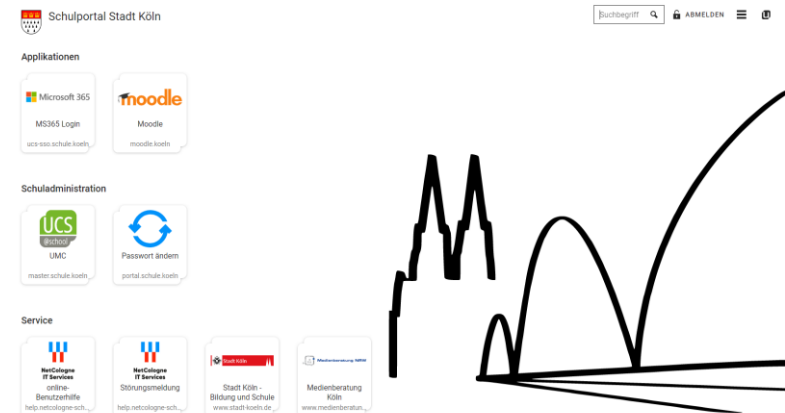 Schulportal Stadt Köln
Suchbegriff
ABMELDEN
Applikationen
Microsoft 365
MS365 Login
ucs-sso.schule.koeln
moodle
Moodle
moodle.koeln
Schuladministration
UCS
@school
UMC
master.schule.koeln
Passwort ändern
portal.schule.koeln
Service
NetCologne
IT Services
online-
Benutzerhilfe
help.netcologne-sch...
NetCologne
IT Services
Störungsmeldung
help.netcologne-sch...
Stadt Köln
Stadt Köln -
Bildung und Schule
www.stadt-koeln.de...
Medienberatung NRW
Medienberatung
Köln
www.medienberatun...